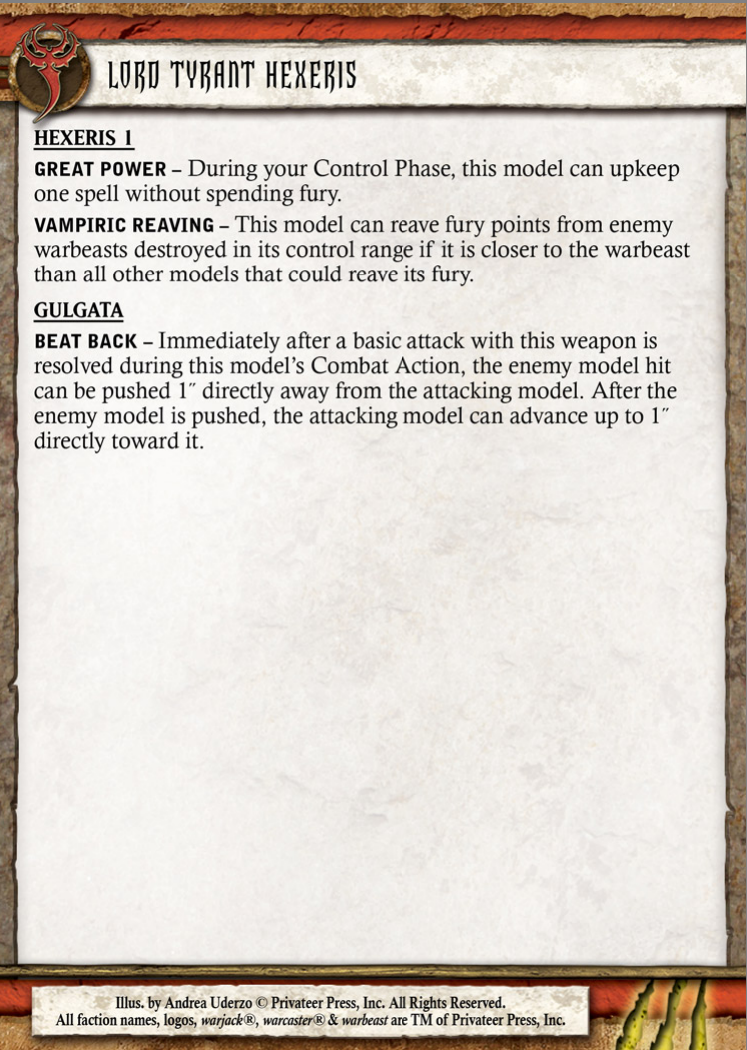 LORD TYRANT HEXERIS
HEXERIS 1
GREAT POWER – During your Control Phase, this model can upkeep
one spell without spending fury.
VAMPIRIC REAVING – This model can reave fury points from enemy
warbeasts destroyed in its control range if it is closer to the warbeast
than all other models that could reave its fury.
GULGATA
BEAT BACK – Immediately after a basic attack with this weapon is
resolved during this model's Combat Action, the enemy model hit
can be pushed 1″ directly away from the attacking model. After the
enemy model is pushed, the attacking model can advance up to 1″
directly toward it.
Illus. by Andrea Uderzo © Privateer Press, Inc. All Rights Reserved.
All faction names, logos, warjack®, warcaster® & warbeast are TM of Privateer Press, Inc.